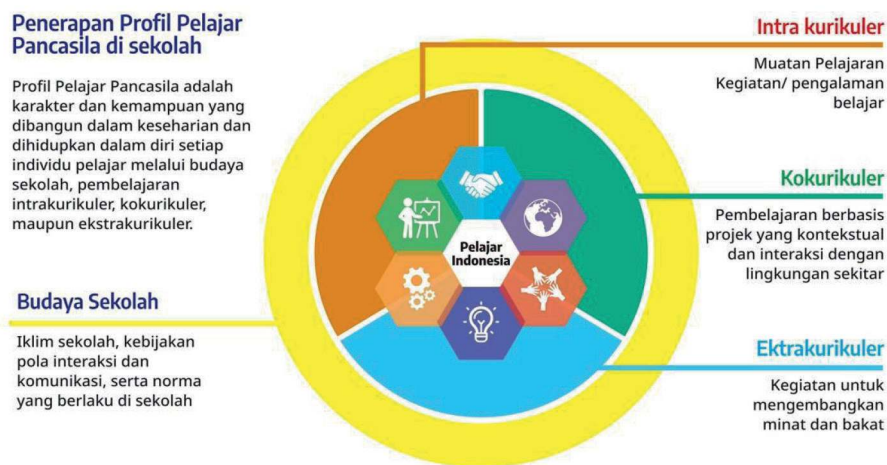 Penerapan Profil Pelajar
Pancasila di sekolah
Profil Pelajar Pancasila adalah
karakter dan kemampuan yang
dibangun dalam keseharian dan
dihidupkan dalam diri setiap
individu pelajar melalui budaya
sekolah, pembelajaran
intrakurikuler, kokurikuler,
maupun ekstrakurikuler.
Budaya Sekolah
Iklim sekolah, kebijakan
pola interaksi dan
komunikasi, serta norma
yang berlaku di sekolah
Pelajar
Indonesia
Intra kurikuler
Muatan Pelajaran
Kegiatan/ pengalaman
belajar
Kokurikuler
Pembelajaran berbasis
projek yang kontekstual
dan interaksi dengan
lingkungan sekitar
Ektrakurikuler
Kegiatan untuk
mengembangkan
minat dan bakat